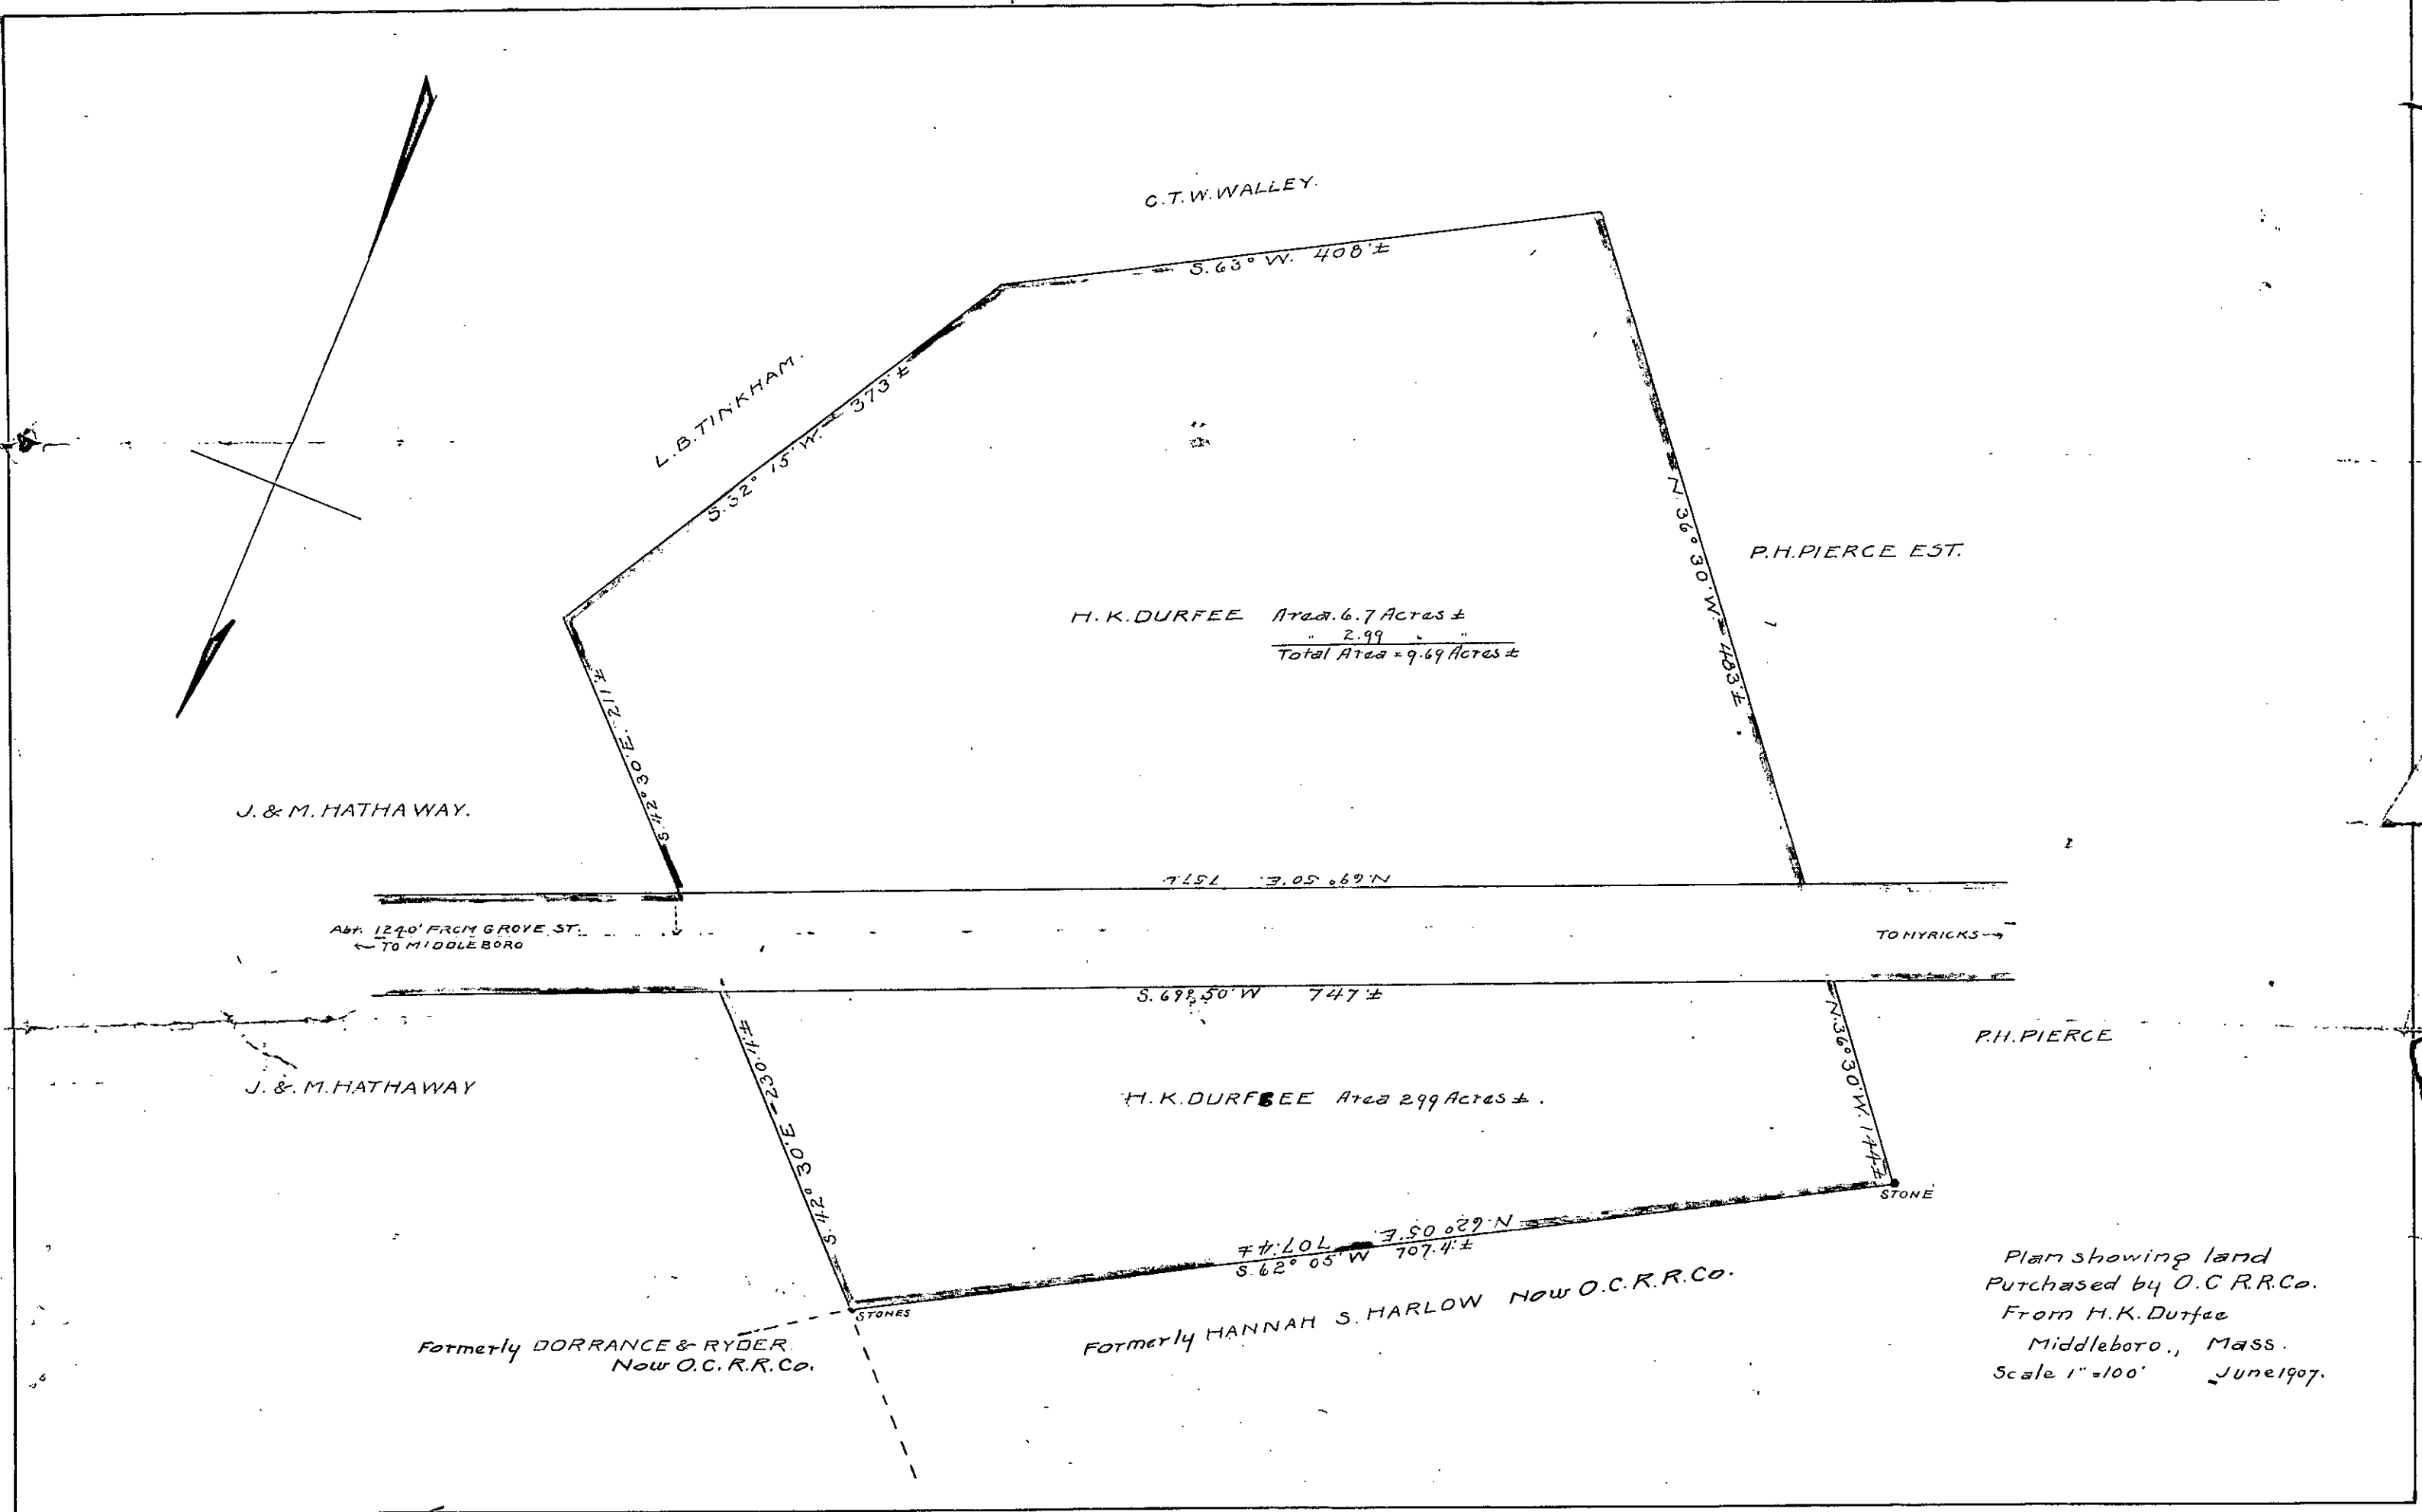 C.T.W.WALLEY.
S.63° W. 408'±
L.B.TINKHAM.
S.32° 15' W. 373'±
N.36°30'W. 483'±
P.H.PIERCE EST.
H.K.DURFEE Area. 6.7 Acres ±
" 2.99 " "
Total Area = 9.69 Acres ±
S.42°30'E. 211'±
J. & M. HATHAWAY.
N.69° 50'E. 757'±
Abt. 1240' FROM GROVE ST.
← TO MIDDLEBORO
TO MYRICKS →
S. 69° 50' W 747'±
J. & M. HATHAWAY
S.42° 30'E - 230.4'±
H.K.DURFEE Area 299 Acres ±.
N.36°30'W. 144'±
P.H.PIERCE
STONE
N.62° 05'E. 707.4'±
S.62° 05' W 707.4'±
STONES
Formerly DORRANCE & RYDER.
Now O.C.R.R.Co.
Formerly HANNAH S. HARLOW Now O.C.R.R.Co.
Plan showing land
Purchased by O.C R.R.Co.
From H.K.Durfee
Middleboro., Mass.
Scale 1"=100' June 1907.